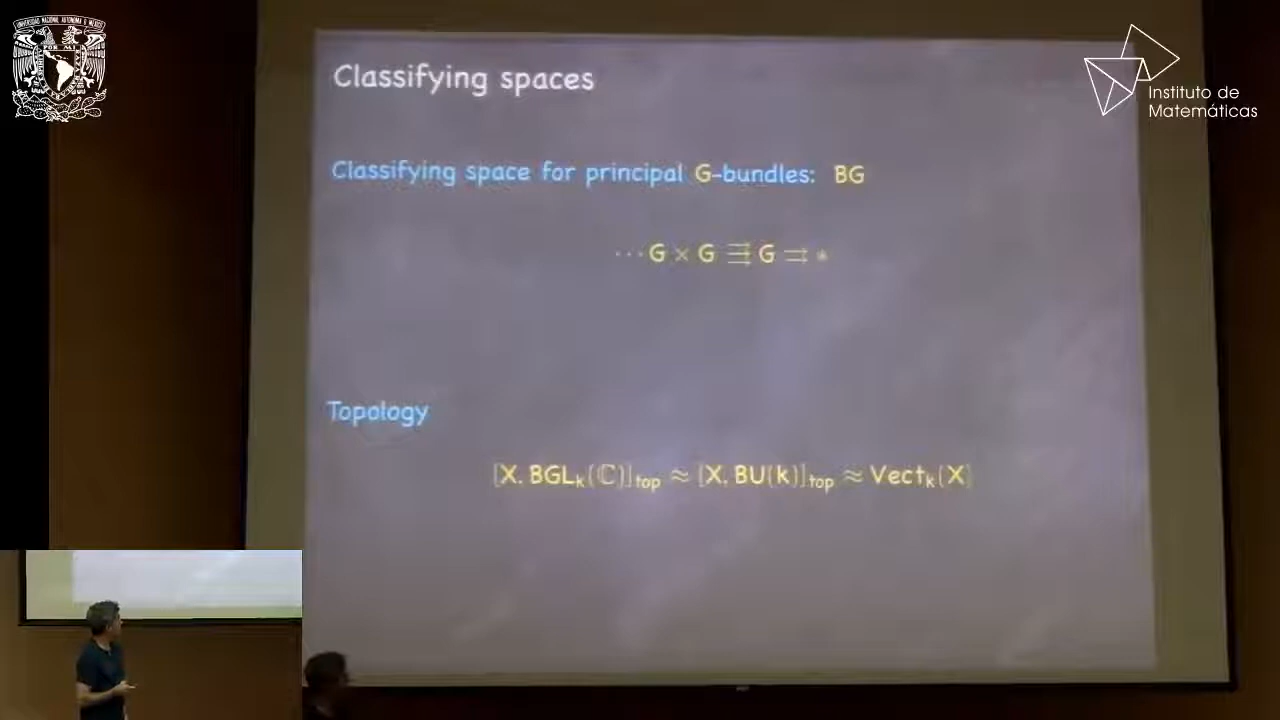 Classifying spaces
Classifying space for principal G-bundles: BG
··· G × G ⇶ G ⇉ *
Topology
[X, BGLₖ(ℂ)]ₜₒₚ ≈ [X, BU(k)]ₜₒₚ ≈ Vectₖ(X)
Instituto de
Matemáticas